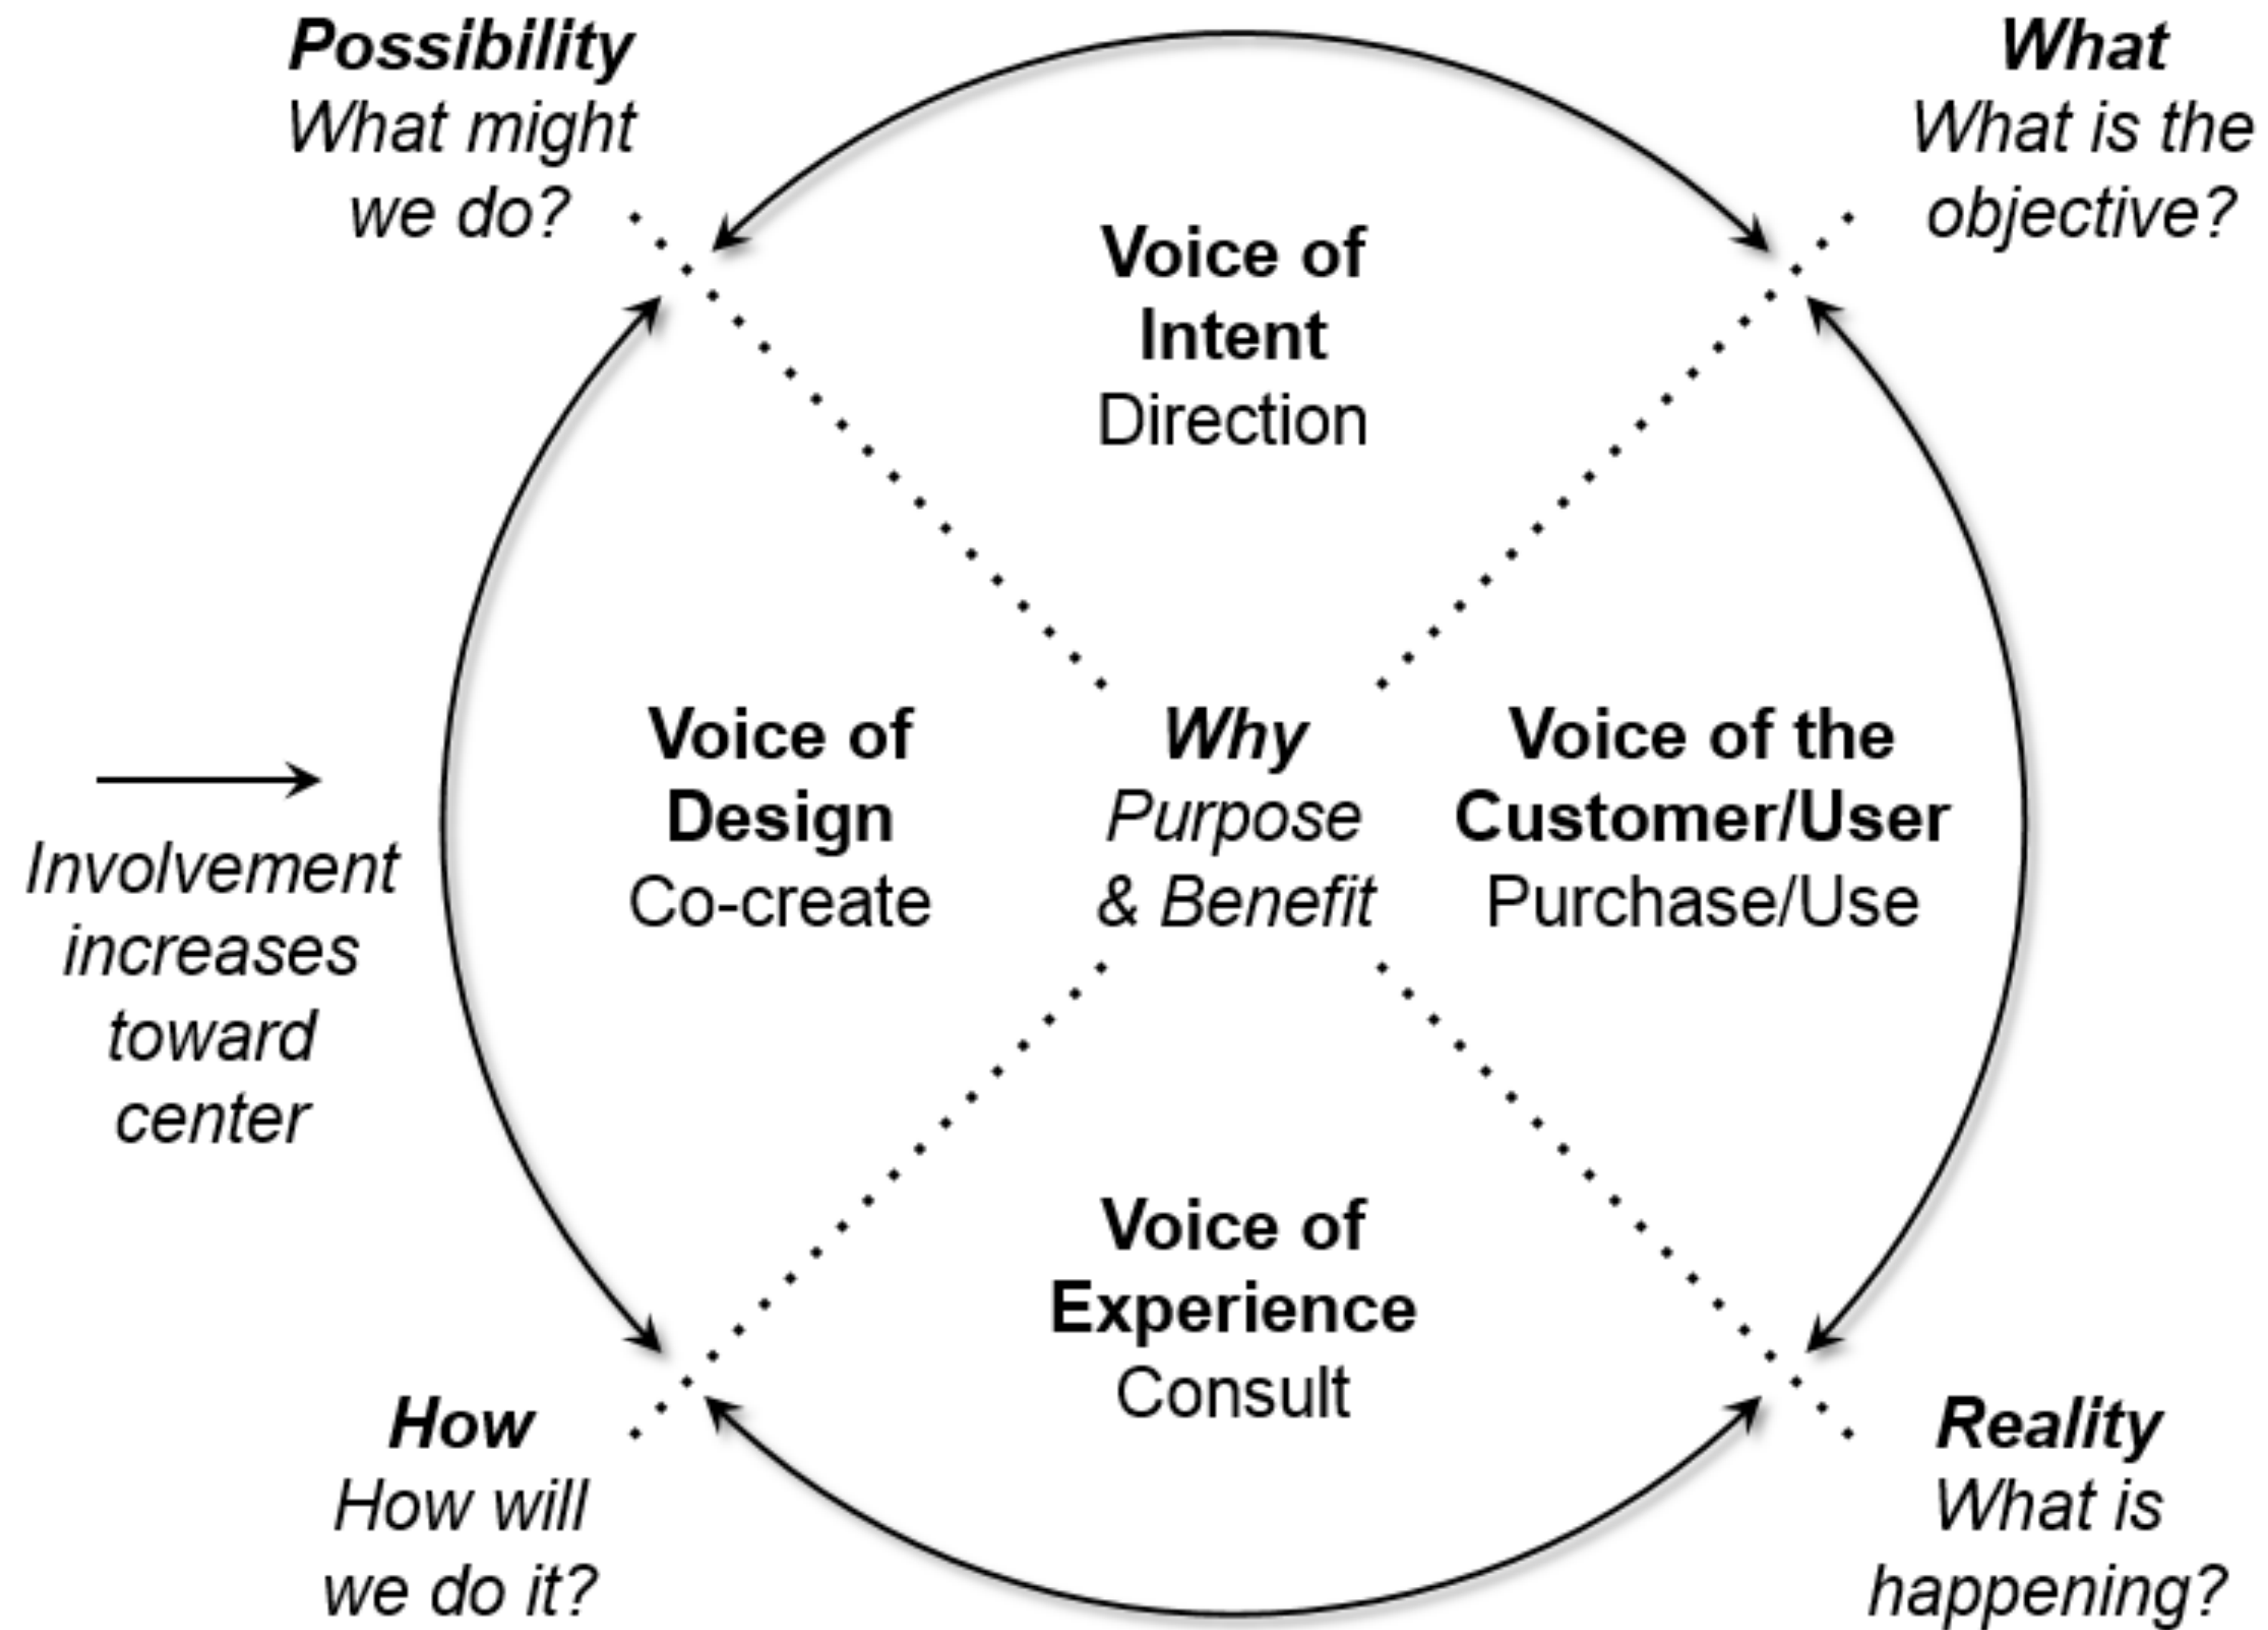 Possibility
What might
we do?
What
What is the
objective?
Voice of
Intent
Direction
Voice of
Design
Co-create
Why
Purpose
& Benefit
Voice of the
Customer/User
Purchase/Use
Involvement
increases
toward
center
Voice of
Experience
Consult
How
How will
we do it?
Reality
What is
happening?